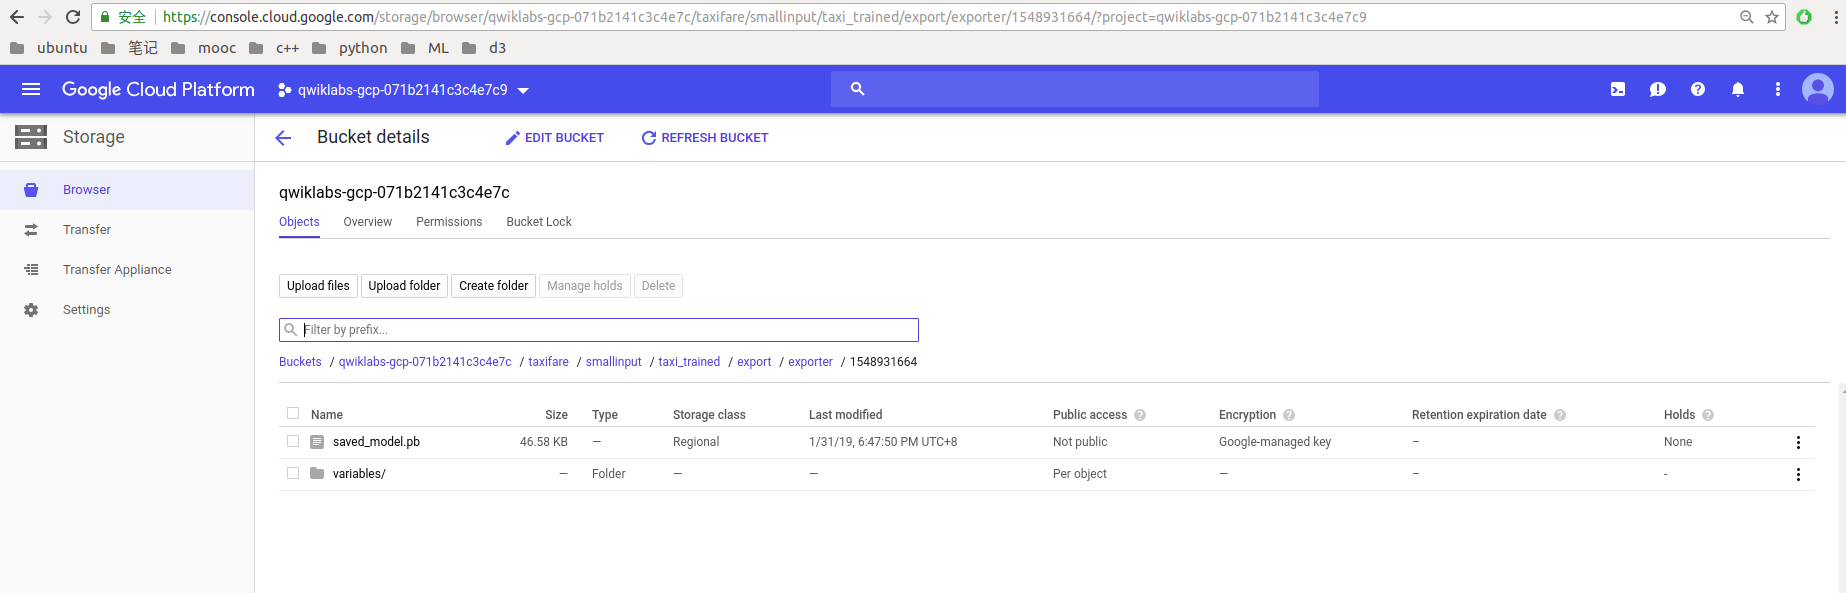 安全 https://console.cloud.google.com/storage/browser/qwiklabs-gcp-071b2141c3c4e7c/taxifare/smallinput/taxi_trained/export/exporter/1548931664/?project=qwiklabs-gcp-071b2141c3c4e7c9
ubuntu 笔记 mooc c++ python ML d3
Google Cloud Platform qwiklabs-gcp-071b2141c3c4e7c9
Storage Bucket details EDIT BUCKET REFRESH BUCKET
Browser
Transfer
Transfer Appliance
Settings
qwiklabs-gcp-071b2141c3c4e7c
Objects Overview Permissions Bucket Lock
Upload files Upload folder Create folder Manage holds Delete
Filter by prefix...
Buckets / qwiklabs-gcp-071b2141c3c4e7c / taxifare / smallinput / taxi_trained / export / exporter / 1548931664
Name Size Type Storage class Last modified Public access ? Encryption ? Retention expiration date ? Holds ?
saved_model.pb 46.58 KB — Regional 1/31/19, 6:47:50 PM UTC+8 Not public Google-managed key – None
variables/ — Folder — — Per object — – -